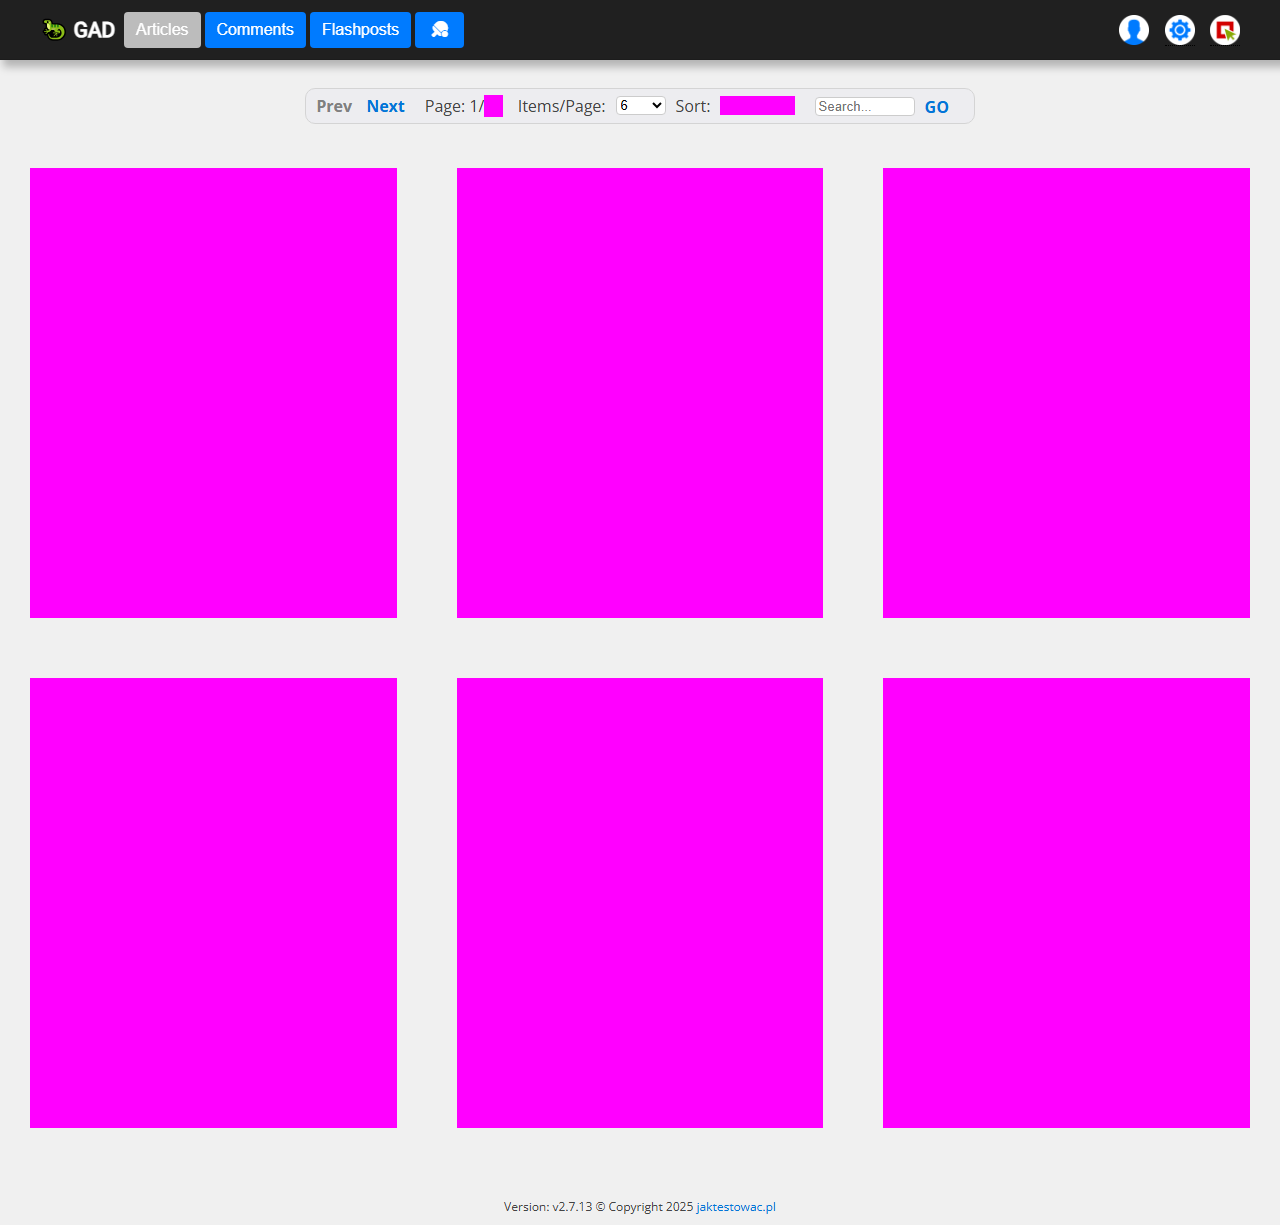 GAD Articles Comments Flashposts
Prev Next Page: 1/ Items/Page: 6 Sort: Search... GO
Version: v2.7.13 © Copyright 2025 jaktestowac.pl